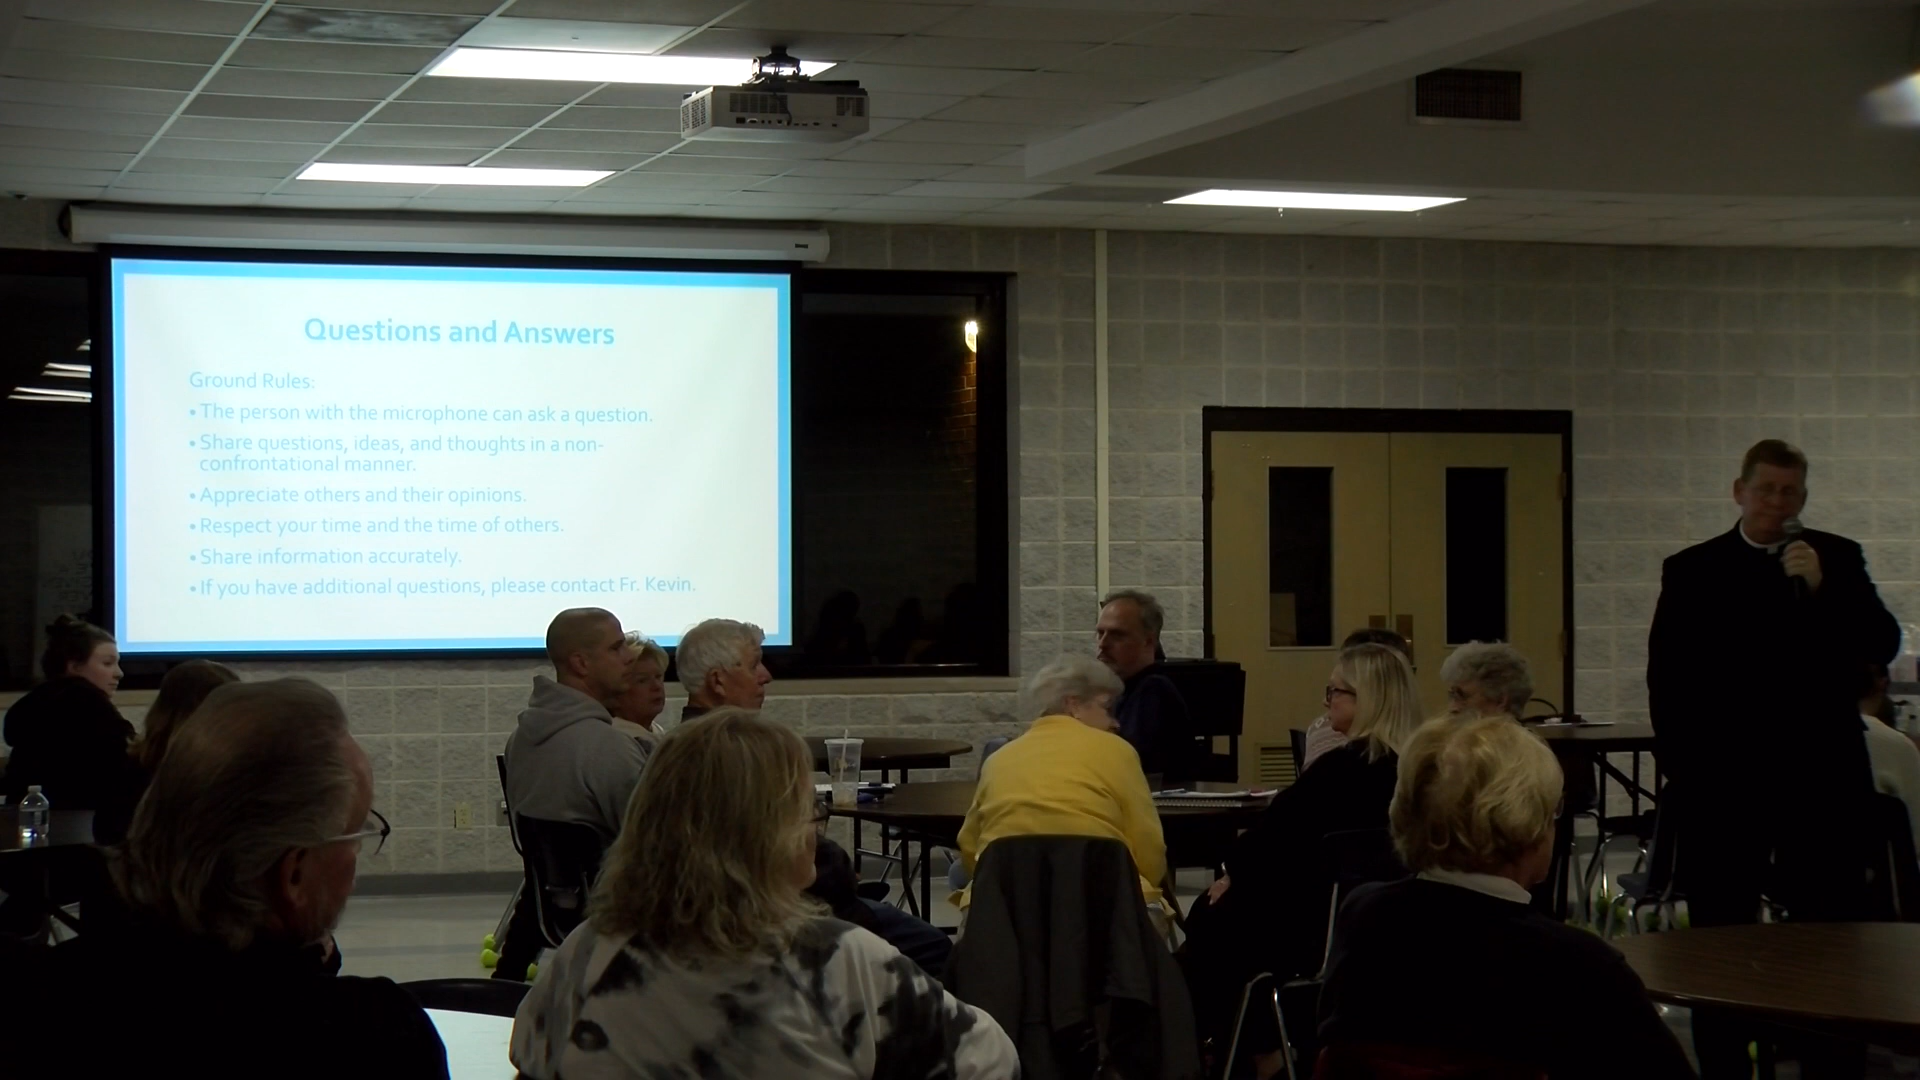 Questions and Answers
Ground Rules:
• The person with the microphone can ask a question.
• Share questions, ideas, and thoughts in a non-
confrontational manner.
• Appreciate others and their opinions.
• Respect your time and the time of others.
• Share information accurately.
• If you have additional questions, please contact Fr. Kevin.